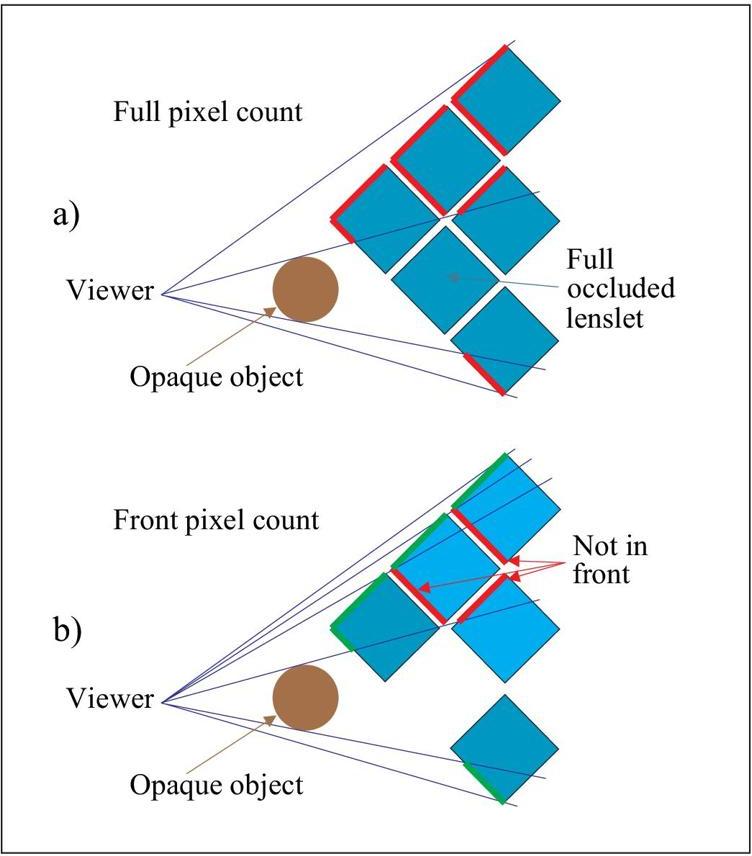 Full pixel count
a)
Viewer
Full
occluded
lenslet
Opaque object
Front pixel count
Not in
front
b)
Viewer
Opaque object